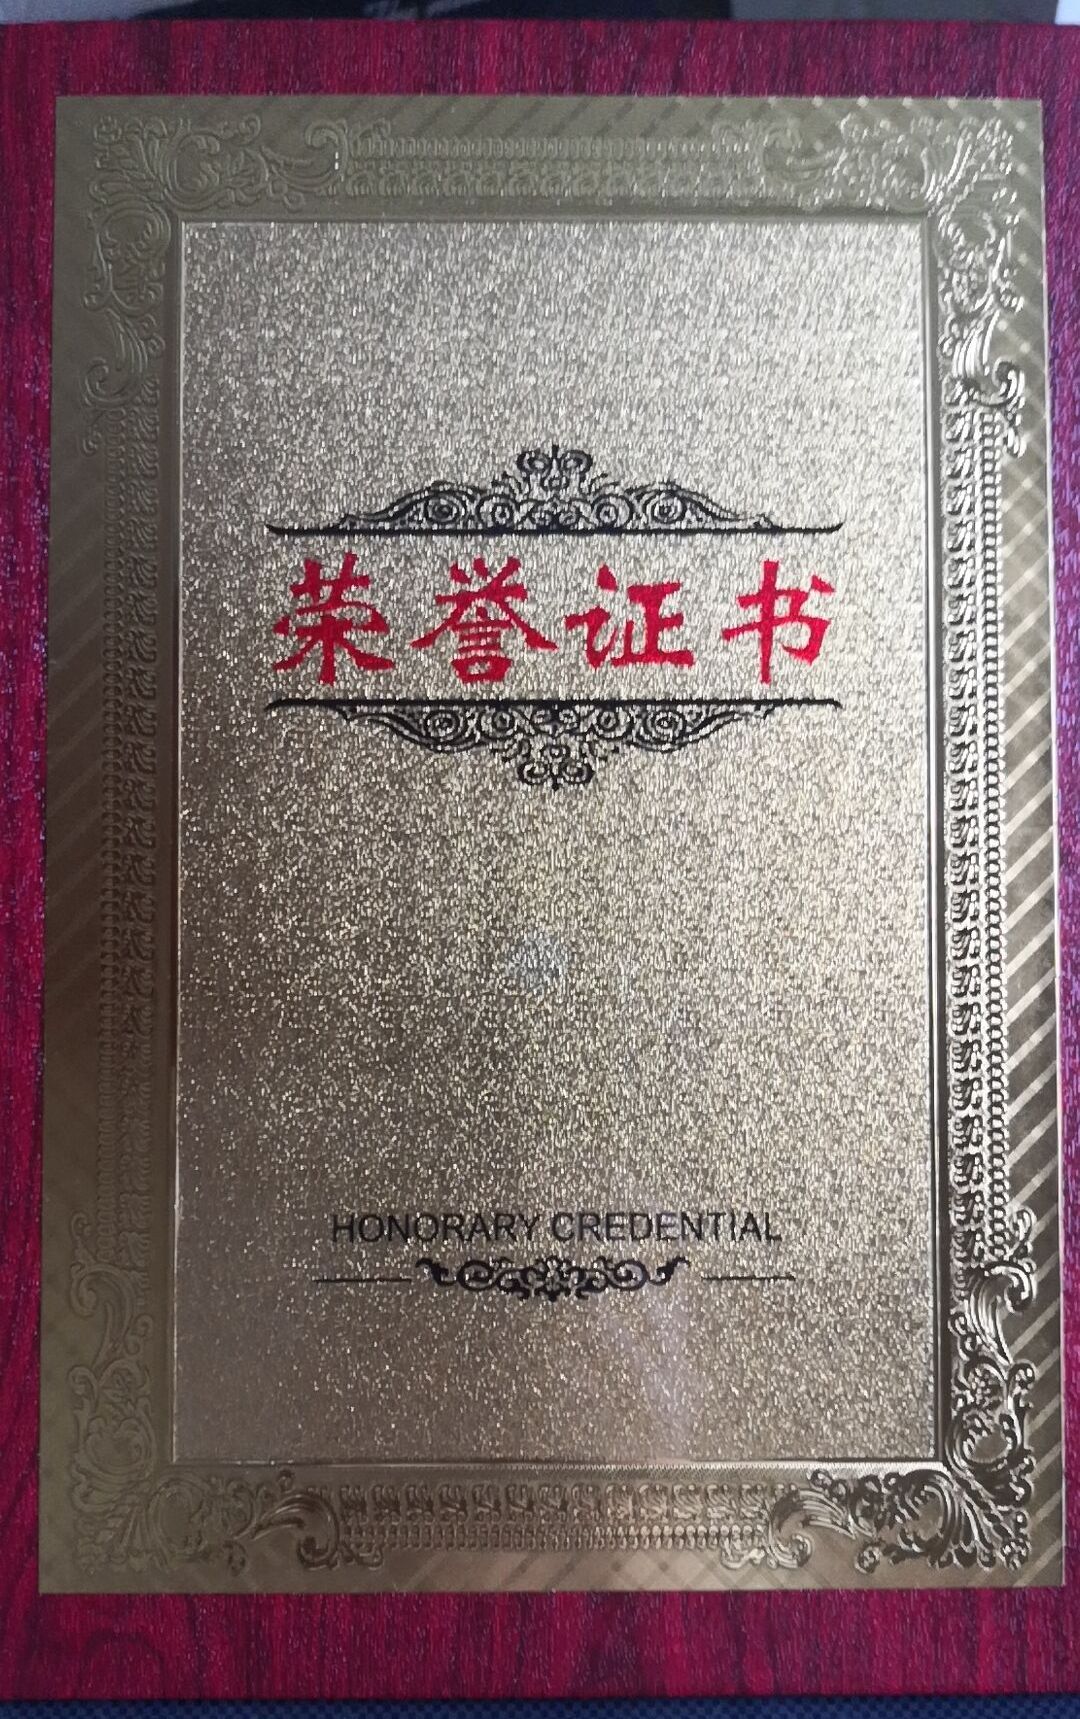 荣誉证书
HONORARY CREDENTIAL